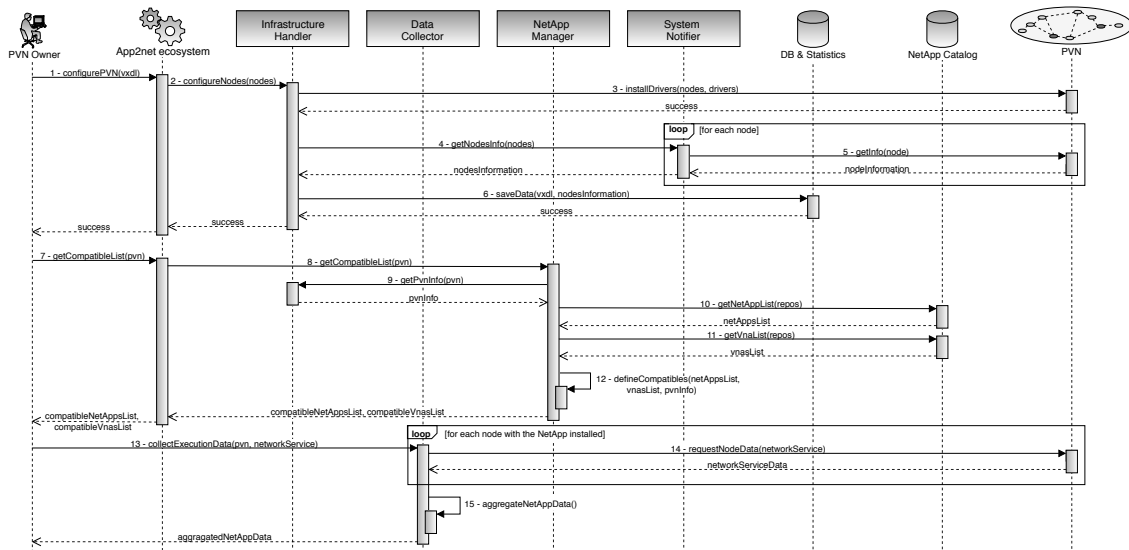 Infrastructure
Handler
Data
Collector
NetApp
Manager
System
Notifier
PVN Owner
App2net ecosystem
DB & Statistics
NetApp Catalog
PVN
1 - configurePVN(vxdl)
2 - configureNodes(nodes)
3 - installDrivers(nodes, drivers)
success
loop
[for each node]
4 - getNodesInfo(nodes)
5 - getInfo(node)
nodesInformation
nodeInformation
6 - saveData(vxdl, nodesInformation)
success
success
success
7 - getCompatibleList(pvn)
8 - getCompatibleList(pvn)
9 - getPvnInfo(pvn)
pvnInfo
10 - getNetAppList(repos)
netAppsList
11 - getVnaList(repos)
vnasList
12 - defineCompatibles(netAppsList,
vnasList, pvnInfo)
compatibleNetAppsList, compatibleVnasList
compatibleNetAppsList,
compatibleVnasList
loop
[for each node with the NetApp installed]
13 - collectExecutionData(pvn, networkService)
14 - requestNodeData(networkService)
networkServiceData
15 - aggregateNetAppData()
aggragatedNetAppData